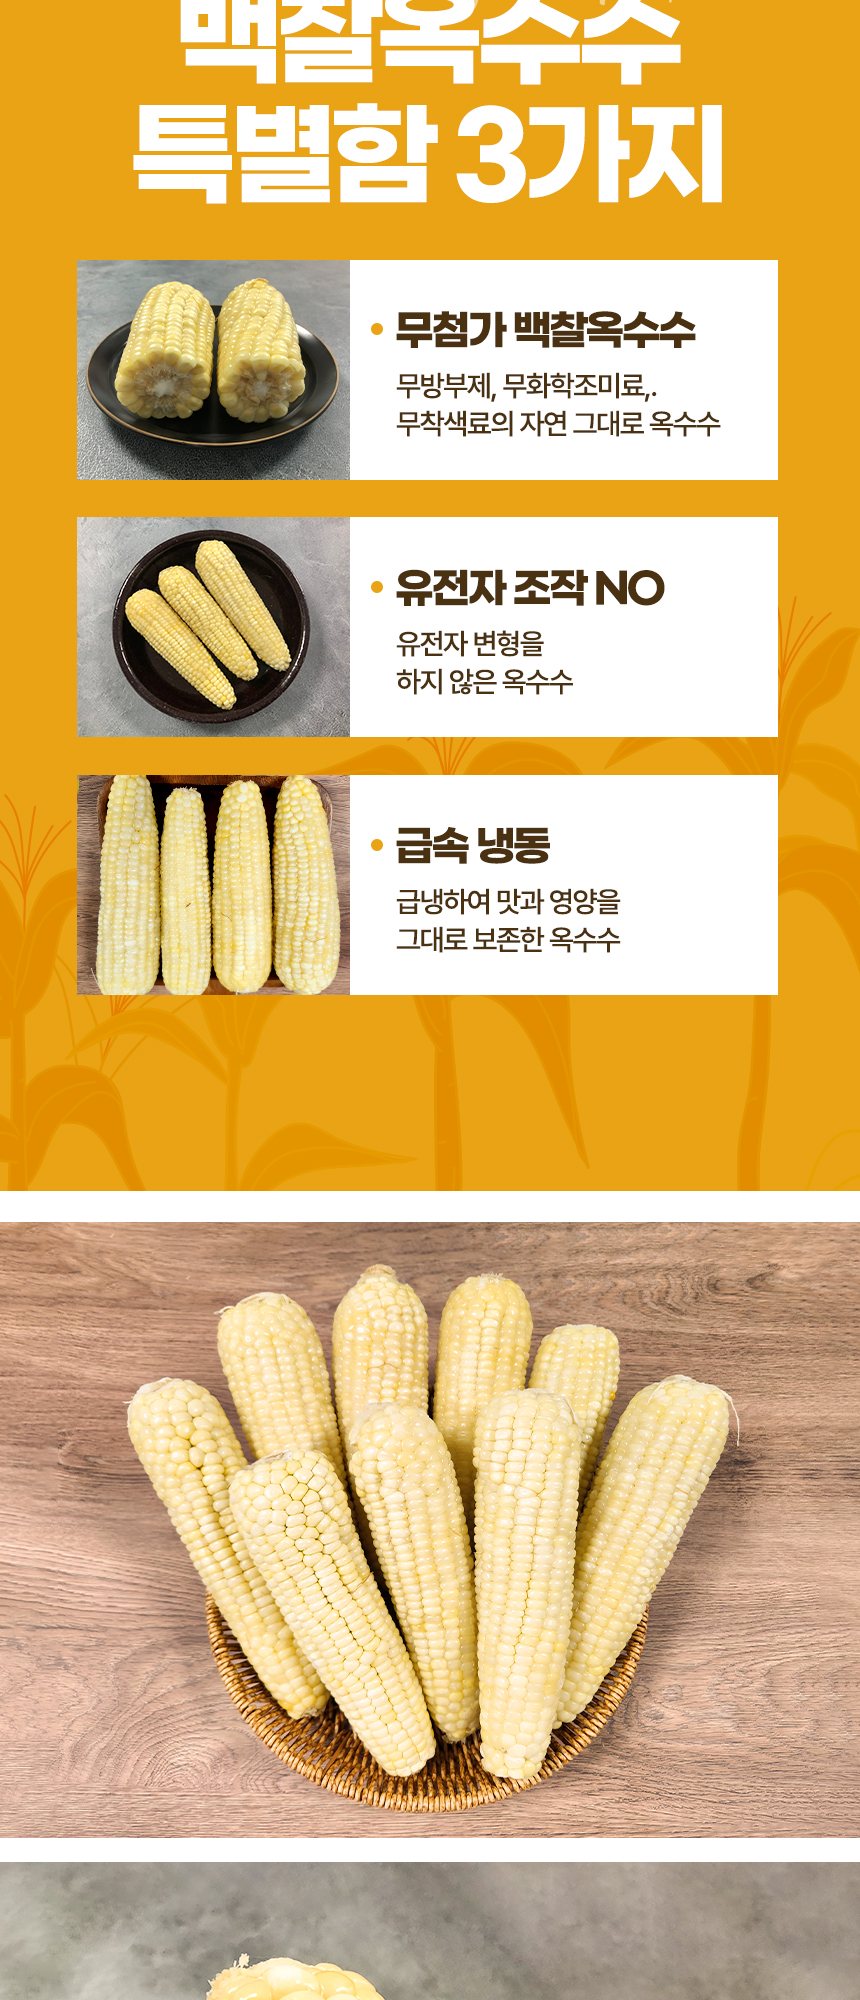 백찰옥수수
특별함 3가지
무첨가 백찰옥수수
무방부제, 무화학조미료,.
무착색료의 자연 그대로 옥수수
유전자 조작 NO
유전자 변형을
하지 않은 옥수수
급속 냉동
급냉하여 맛과 영양을
그대로 보존한 옥수수